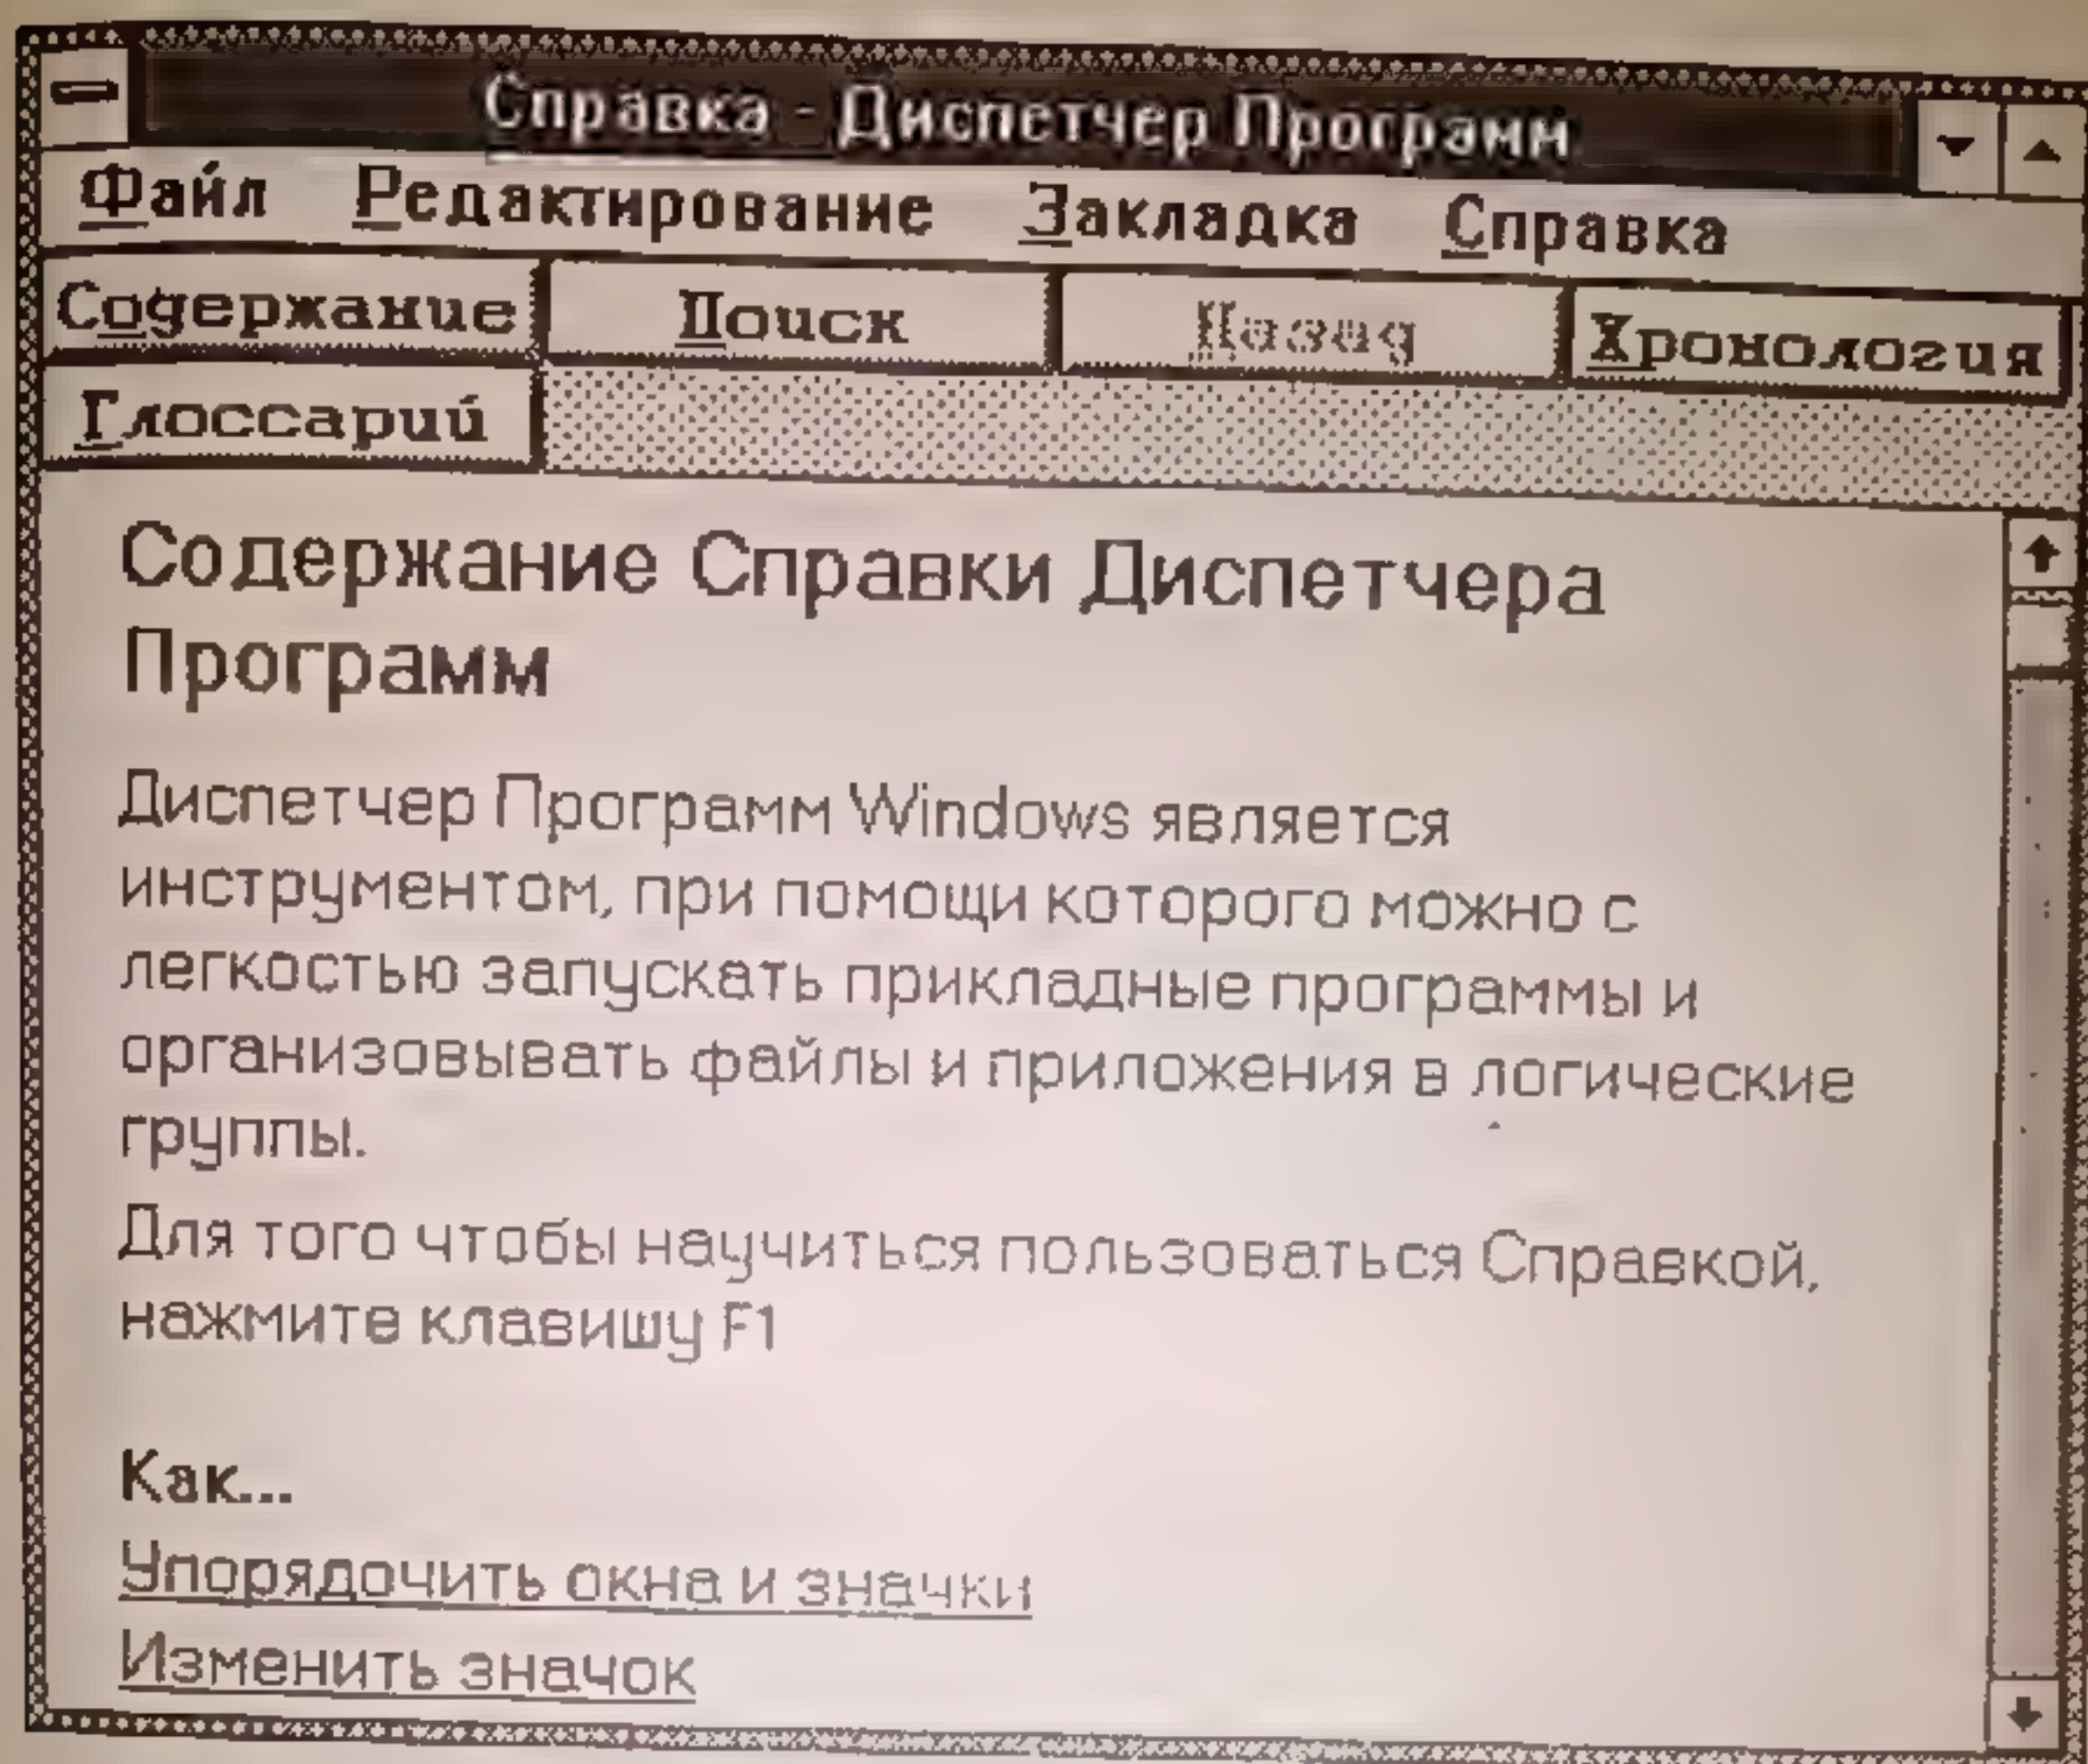 Справка - Диспетчер Программ
Файл Редактирование Закладка Справка
Содержание Поиск Назад Хронология
Глоссарий
Содержание Справки Диспетчера
Программ
Диспетчер Программ Windows является
инструментом, при помощи которого можно с
легкостью запускать прикладные программы и
организовывать файлы и приложения в логические
группы.
Для того чтобы научиться пользоваться Справкой,
нажмите клавишу F1
Как...
Упорядочить окна и значки
Изменить значок